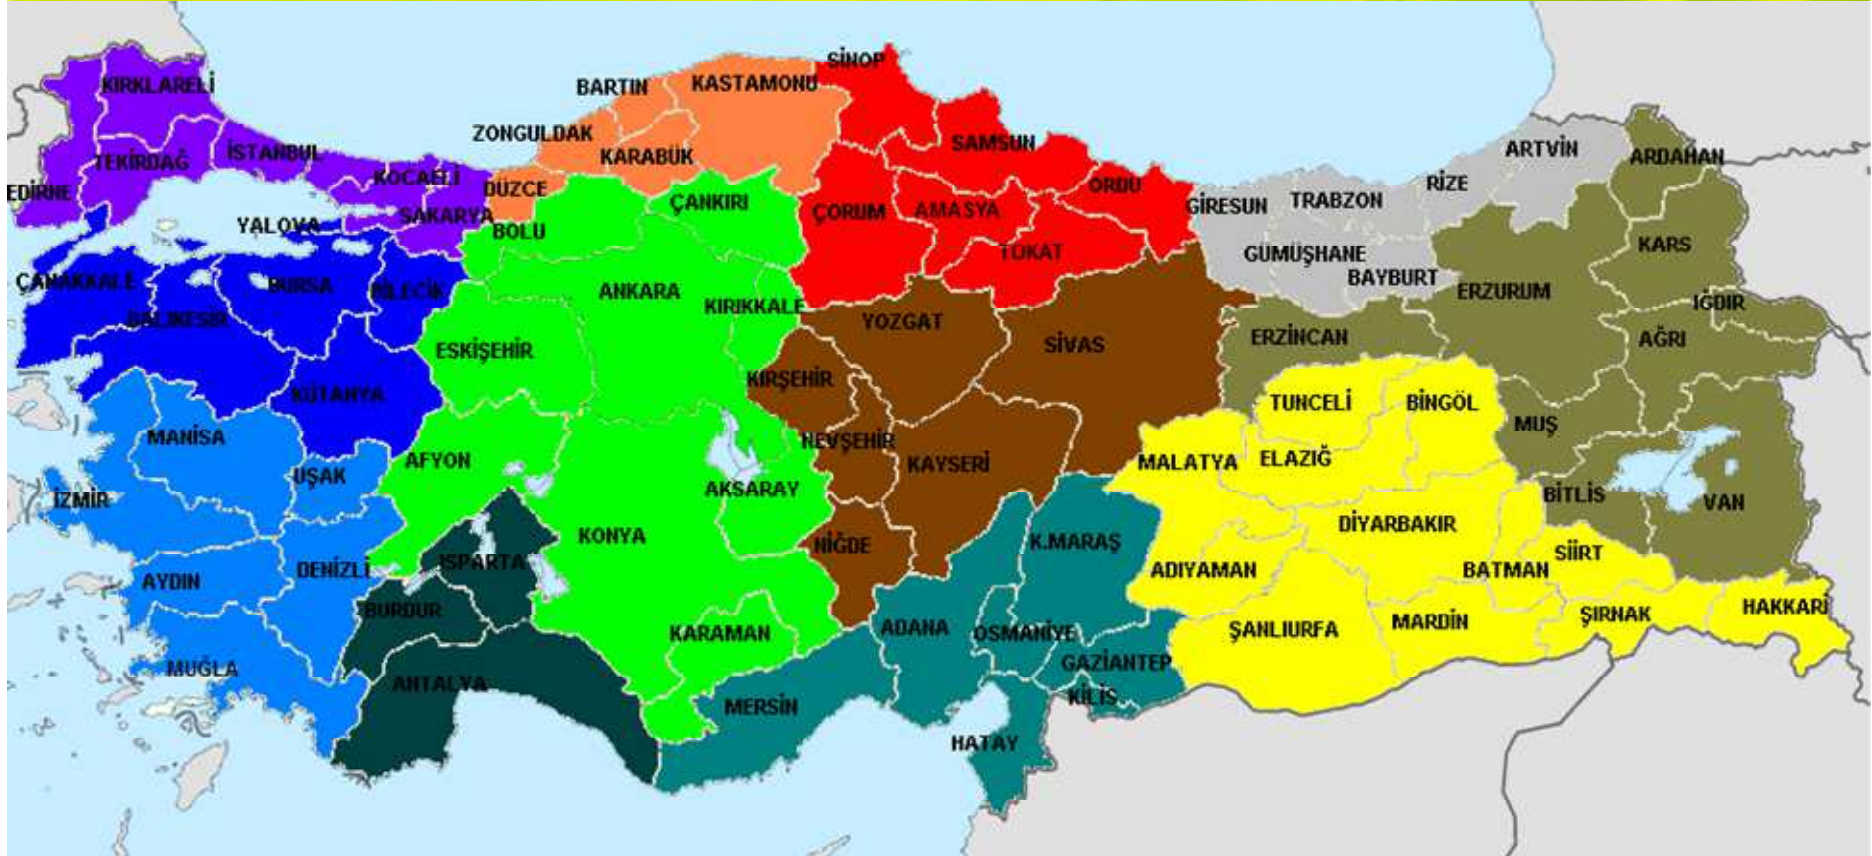 SİNOP
KIRKLARELİ
BARTIN
KASTAMONU
ZONGULDAK
TEKİRDAĞ
İSTANBUL
KARABÜK
SAMSUN
ARTVİN
ARDAHAN
KOCAELİ
EDİRNE
DÜZCE
ORDU
RİZE
ÇANKIRI
TRABZON
GİRESUN
SAKARYA
ÇORUM
AMASYA
YALOVA
BOLU
TOKAT
KARS
GÜMÜŞHANE
ÇANAKKALE
BURSA
BİLECİK
ANKARA
BAYBURT
ERZURUM
KIRIKKALE
IĞDIR
BALIKESİR
YOZGAT
ERZİNCAN
AĞRI
ESKİŞEHİR
SİVAS
KIRŞEHİR
KÜTAHYA
TUNCELİ
BİNGÖL
MUŞ
MANİSA
NEVŞEHİR
AFYON
KAYSERİ
MALATYA
ELAZIĞ
UŞAK
AKSARAY
BİTLİS
İZMİR
VAN
DİYARBAKIR
KONYA
NİĞDE
K.MARAŞ
SİİRT
ISPARTA
DENİZLİ
ADIYAMAN
BATMAN
AYDIN
BURDUR
HAKKARİ
ŞIRNAK
KARAMAN
ADANA
OSMANİYE
ŞANLIURFA
MARDİN
GAZİANTEP
MUĞLA
ANTALYA
KİLİS
MERSİN
HATAY